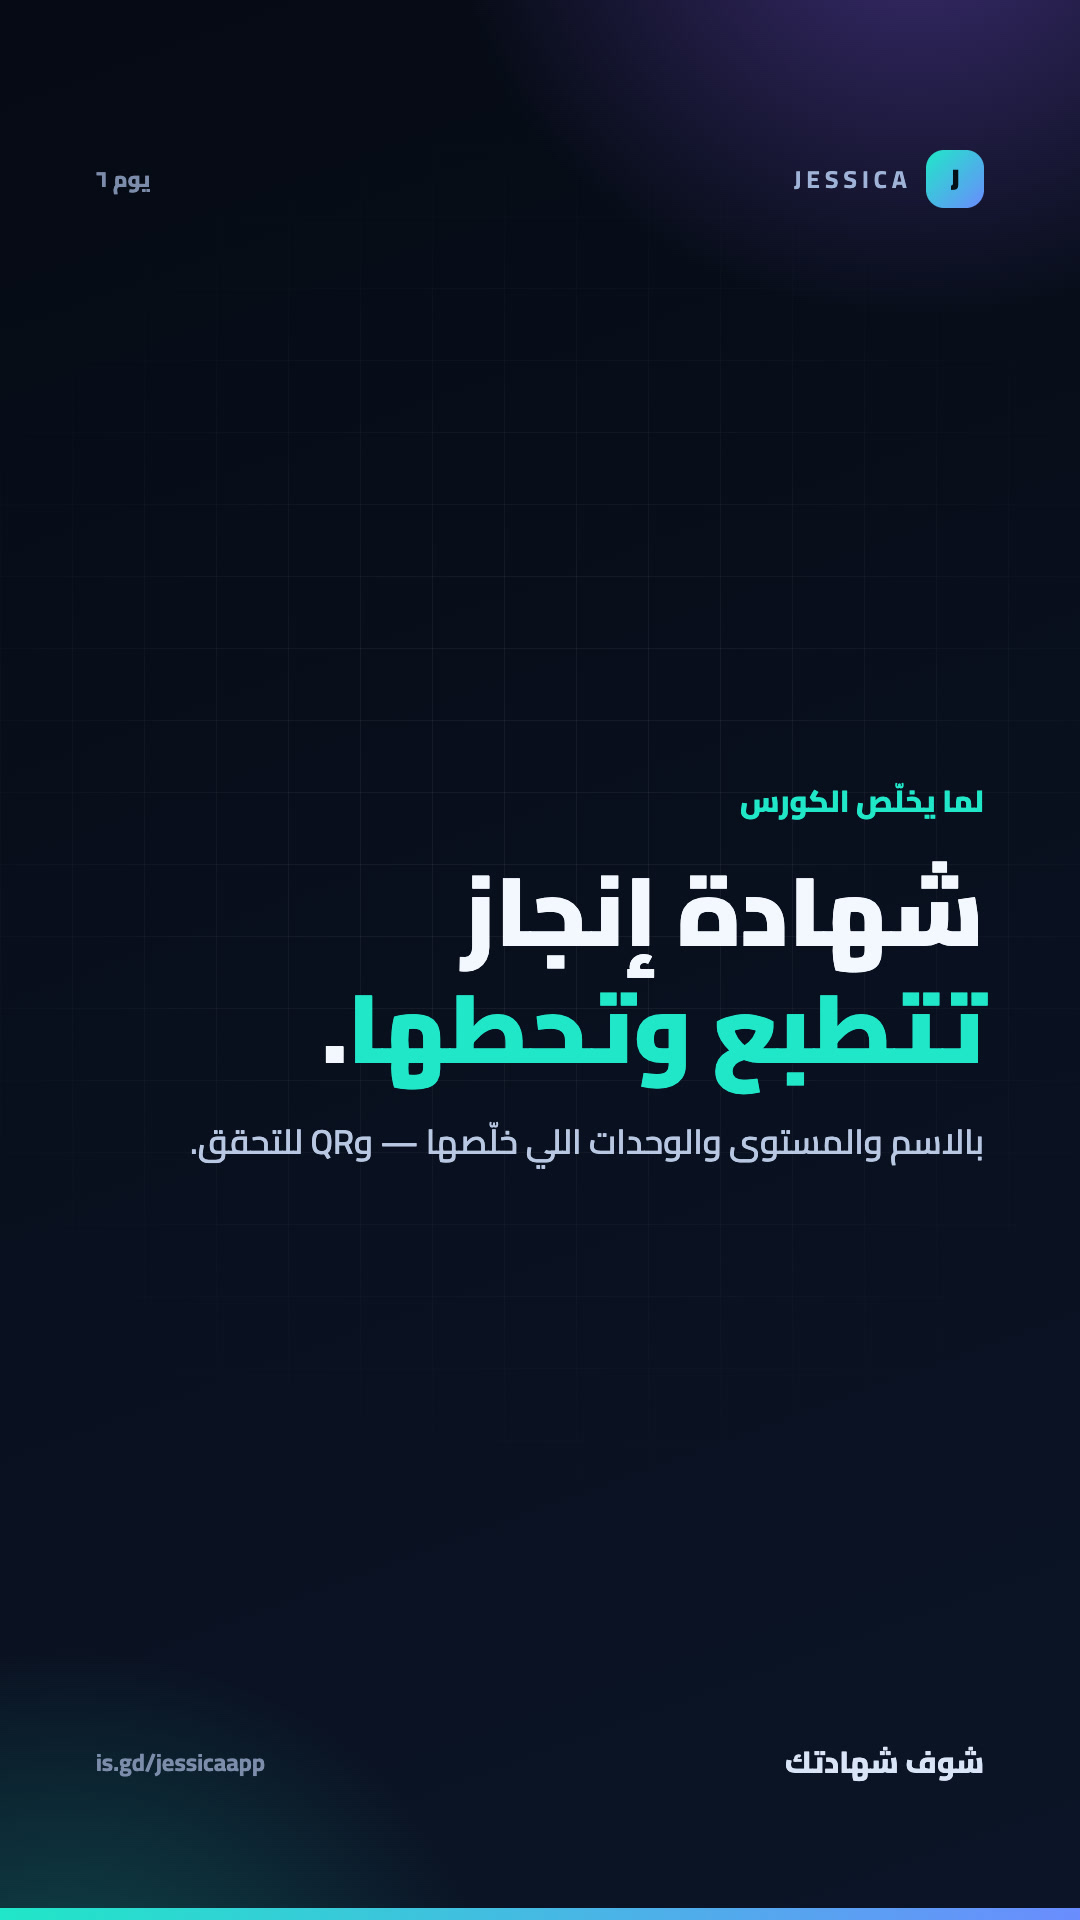 J
JESSICA
يوم ٦
لما يخلّص الكورس
شهادة إنجاز
تتطبع وتحطها.
بالاسم والمستوى والوحدات اللي خلّصها — وQR للتحقق.
شوف شهادتك
is.gd/jessicaapp